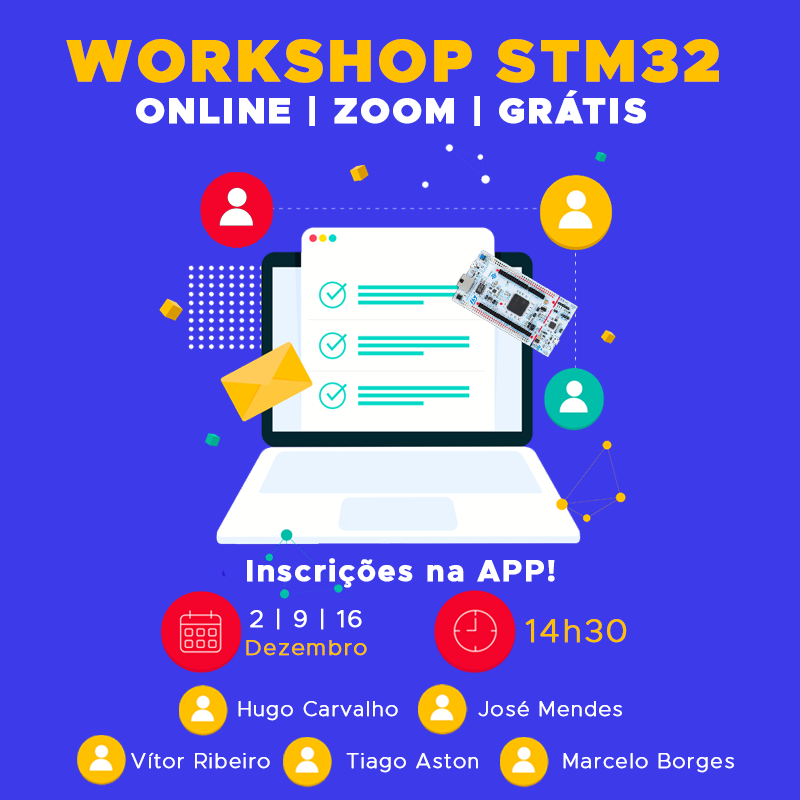 WORKSHOP STM32
ONLINE | ZOOM | GRÁTIS
Inscrições na APP!
2 | 9 | 16
Dezembro
14h30
Hugo Carvalho
José Mendes
Vítor Ribeiro
Tiago Aston
Marcelo Borges